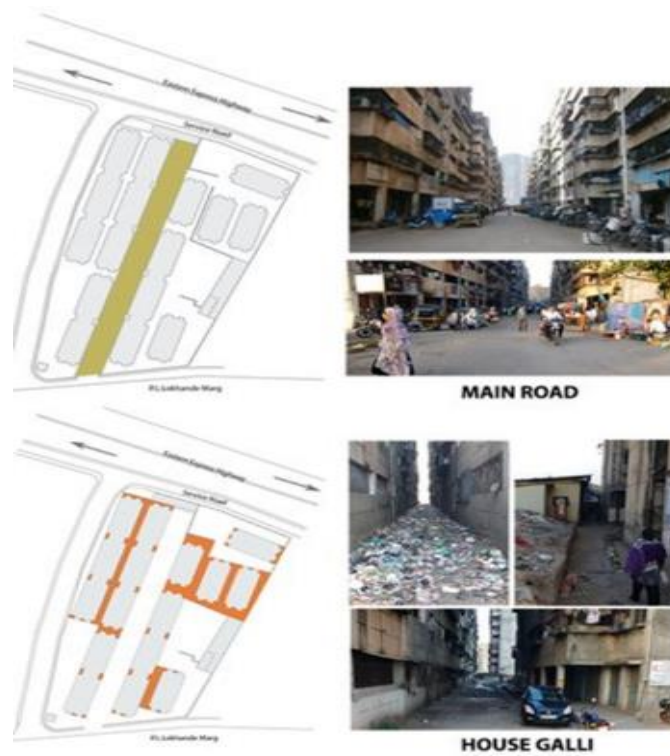 Eastern Express Highway
Service Road
P.L.Lokhande Marg
MAIN ROAD
Eastern Express Highway
Service Road
P.L.Lokhande Marg
HOUSE GALLI